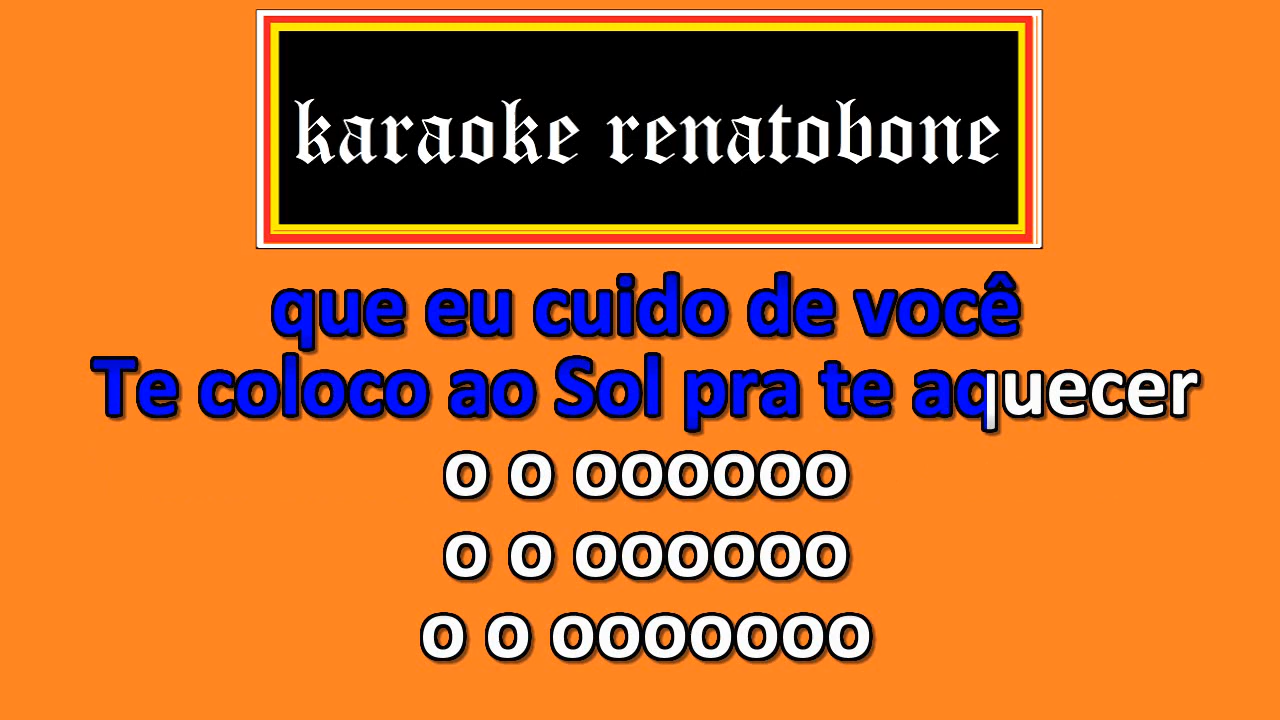 karaoke renatobone
que eu cuido de você
Te coloco ao Sol pra te aquecer
o o oooooo
o o oooooo
o o ooooooo